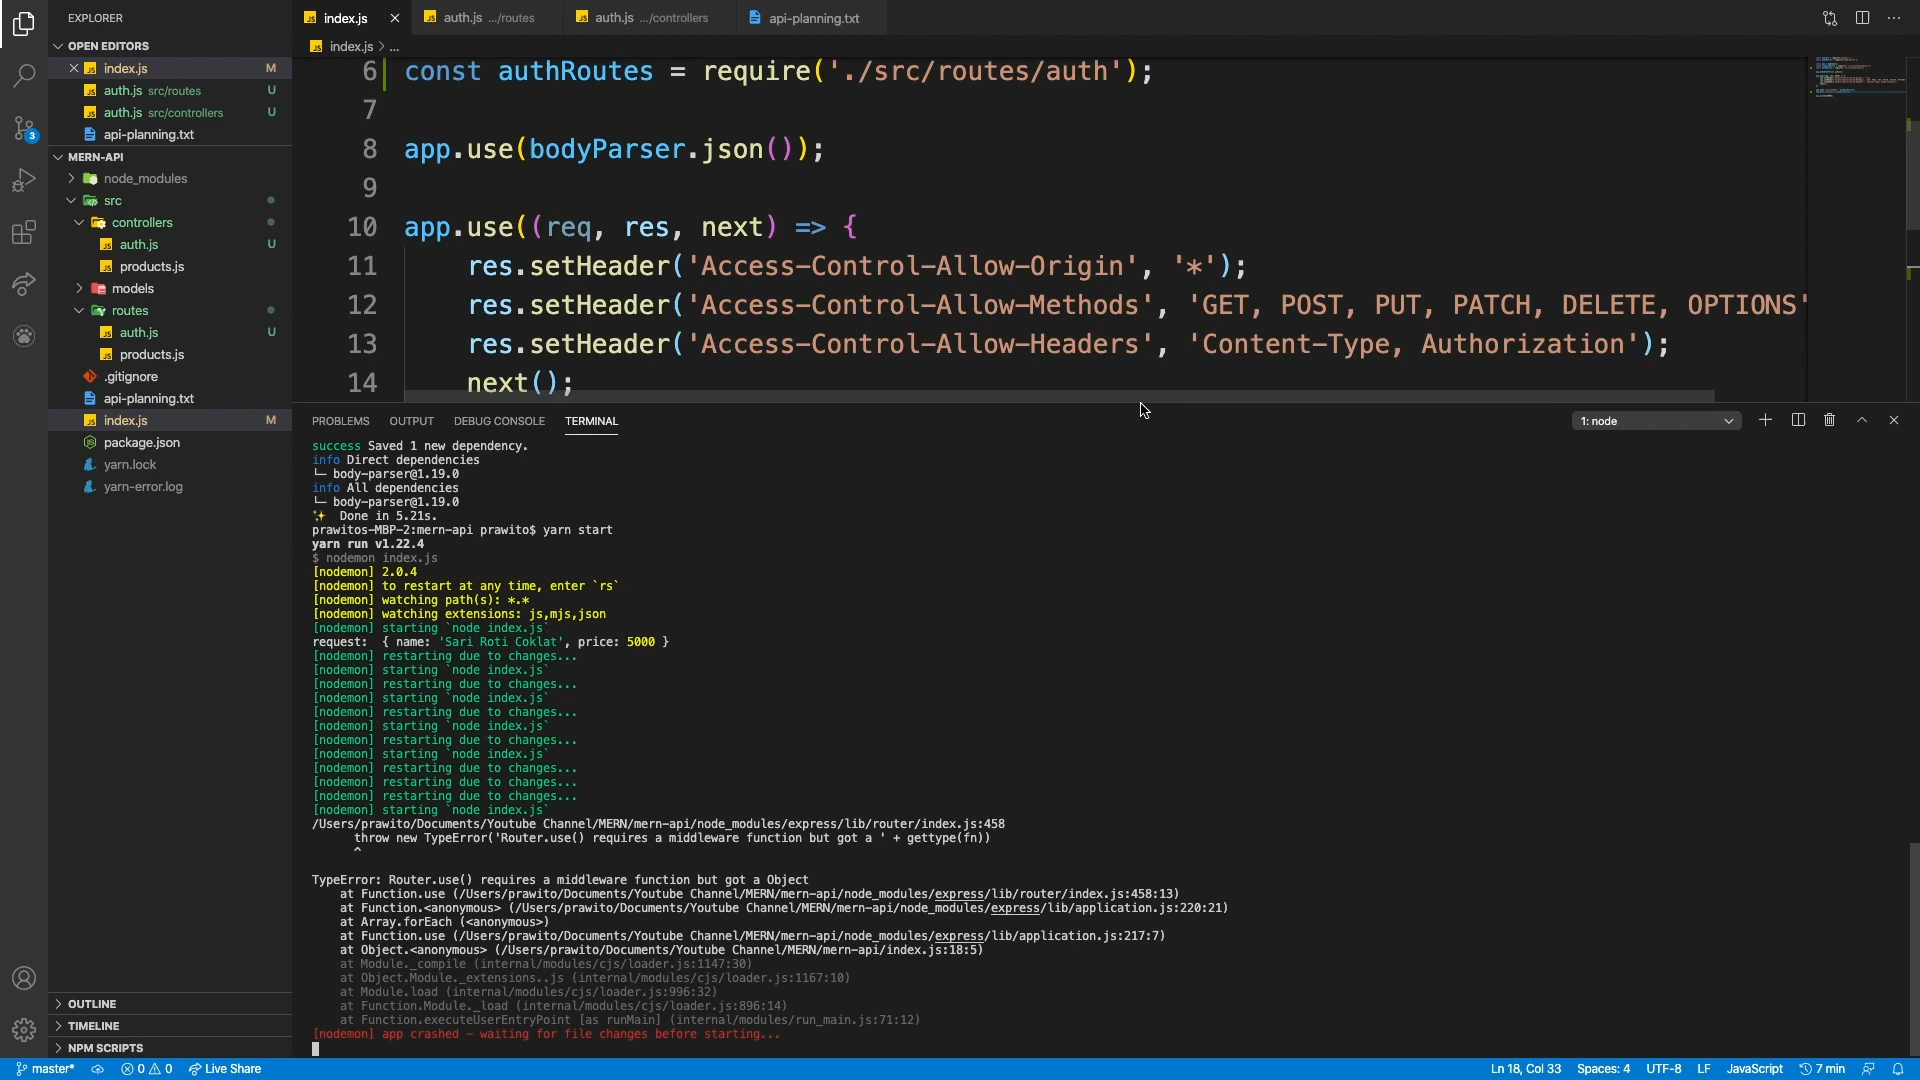 EXPLORER
OPEN EDITORS
index.js M
auth.js src/routes U
auth.js src/controllers U
api-planning.txt
MERN-API
node_modules
src
controllers
auth.js U
products.js
models
routes
auth.js U
products.js
.gitignore
api-planning.txt
index.js M
package.json
yarn.lock
yarn-error.log
OUTLINE
TIMELINE
NPM SCRIPTS
3
index.js
auth.js .../routes
auth.js .../controllers
api-planning.txt
index.js > ...
6 const authRoutes = require('./src/routes/auth');
7
8 app.use(bodyParser.json());
9
10 app.use((req, res, next) => {
11 res.setHeader('Access-Control-Allow-Origin', '*');
12 res.setHeader('Access-Control-Allow-Methods', 'GET, POST, PUT, PATCH, DELETE, OPTIONS'
13 res.setHeader('Access-Control-Allow-Headers', 'Content-Type, Authorization');
14 next();
PROBLEMS OUTPUT DEBUG CONSOLE TERMINAL
1: node
success Saved 1 new dependency.
info Direct dependencies
└─ body-parser@1.19.0
info All dependencies
└─ body-parser@1.19.0
✨ Done in 5.21s.
prawitos-MBP-2:mern-api prawito$ yarn start
yarn run v1.22.4
$ nodemon index.js
[nodemon] 2.0.4
[nodemon] to restart at any time, enter `rs`
[nodemon] watching path(s): *.*
[nodemon] watching extensions: js,mjs,json
[nodemon] starting `node index.js`
request: { name: 'Sari Roti Coklat', price: 5000 }
[nodemon] restarting due to changes...
[nodemon] starting `node index.js`
[nodemon] restarting due to changes...
[nodemon] starting `node index.js`
[nodemon] restarting due to changes...
[nodemon] starting `node index.js`
[nodemon] restarting due to changes...
[nodemon] starting `node index.js`
[nodemon] restarting due to changes...
[nodemon] restarting due to changes...
[nodemon] restarting due to changes...
[nodemon] starting `node index.js`
/Users/prawito/Documents/Youtube Channel/MERN/mern-api/node_modules/express/lib/router/index.js:458
throw new TypeError('Router.use() requires a middleware function but got a ' + gettype(fn))
^
TypeError: Router.use() requires a middleware function but got a Object
at Function.use (/Users/prawito/Documents/Youtube Channel/MERN/mern-api/node_modules/express/lib/router/index.js:458:13)
at Function.<anonymous> (/Users/prawito/Documents/Youtube Channel/MERN/mern-api/node_modules/express/lib/application.js:220:21)
at Array.forEach (<anonymous>)
at Function.use (/Users/prawito/Documents/Youtube Channel/MERN/mern-api/node_modules/express/lib/application.js:217:7)
at Object.<anonymous> (/Users/prawito/Documents/Youtube Channel/MERN/mern-api/index.js:18:5)
at Module._compile (internal/modules/cjs/loader.js:1147:30)
at Object.Module._extensions..js (internal/modules/cjs/loader.js:1167:10)
at Module.load (internal/modules/cjs/loader.js:996:32)
at Function.Module._load (internal/modules/cjs/loader.js:896:14)
at Function.executeUserEntryPoint [as runMain] (internal/modules/run_main.js:71:12)
[nodemon] app crashed - waiting for file changes before starting...
master* 0 0 Live Share
Ln 18, Col 33 Spaces: 4 UTF-8 LF JavaScript 7 min